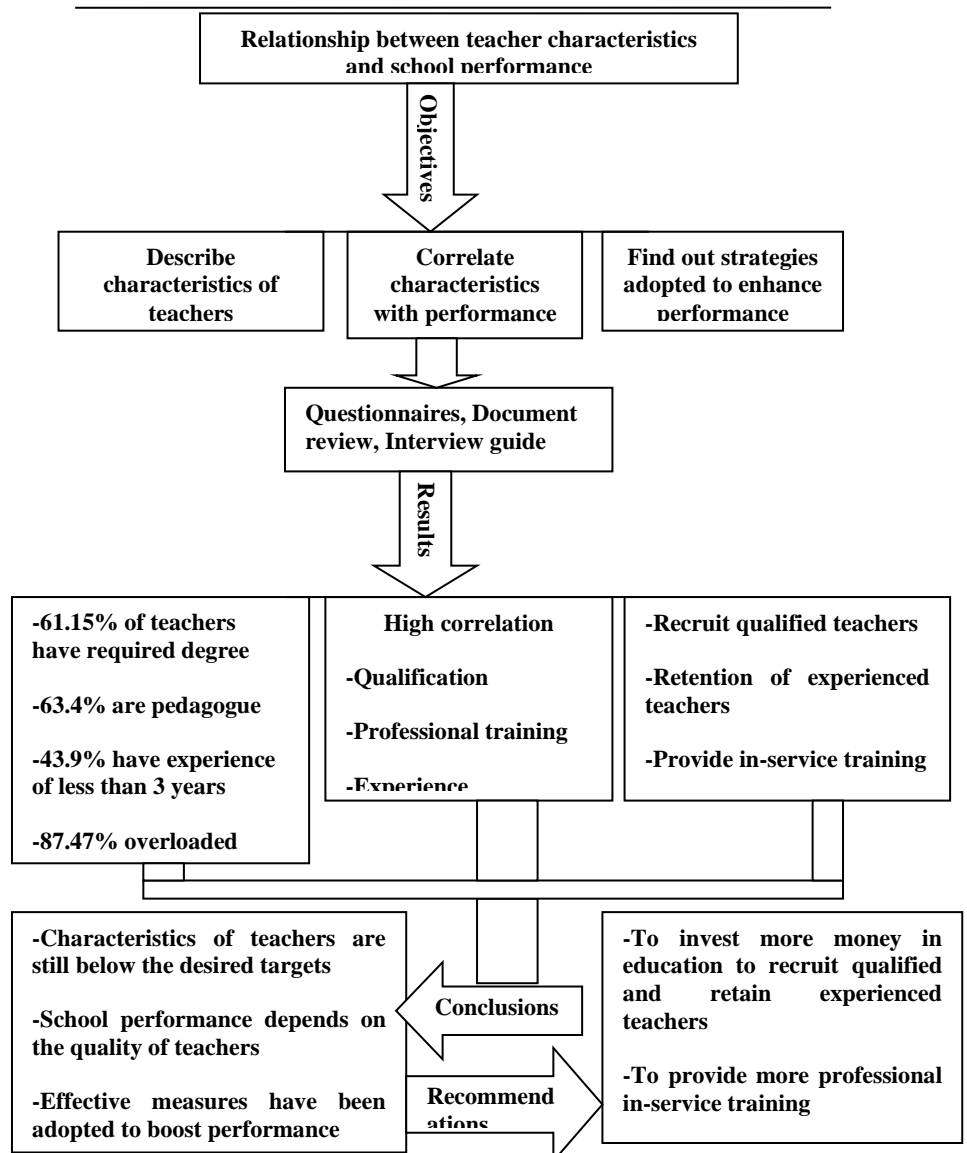 Relationship between teacher characteristics
and school performance
Objectives
Describe
characteristics of
teachers
Correlate
characteristics
with performance
Find out strategies
adopted to enhance
performance
Questionnaires, Document
review, Interview guide
Results
-61.15% of teachers
have required degree
-63.4% are pedagogue
-43.9% have experience
of less than 3 years
-87.47% overloaded
High correlation
-Qualification
-Professional training
-Experience
-Recruit qualified teachers
-Retention of experienced
teachers
-Provide in-service training
-Characteristics of teachers are
still below the desired targets
-School performance depends on
the quality of teachers
-Effective measures have been
adopted to boost performance
Conclusions
Recommend
ations
-To invest more money in
education to recruit qualified
and retain experienced
teachers
-To provide more professional
in-service training